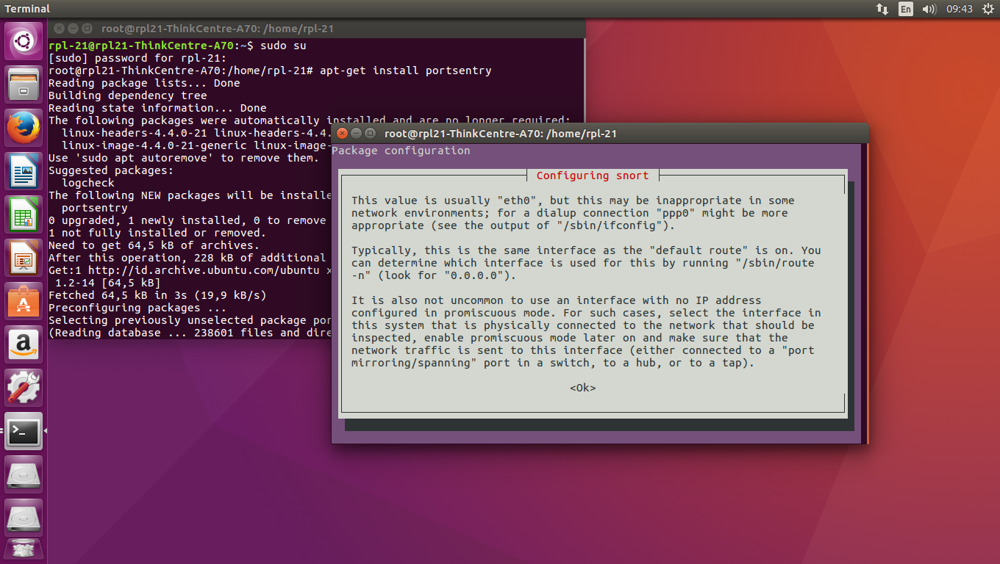 Terminal
En
09:43
root@rpl21-ThinkCentre-A70: /home/rpl-21
rpl-21@rpl21-ThinkCentre-A70:~$ sudo su
[sudo] password for rpl-21:
root@rpl21-ThinkCentre-A70:/home/rpl-21# apt-get install portsentry
Reading package lists... Done
Building dependency tree
Reading state information... Done
The following packages were automatically installed and are no longer required:
linux-headers-4.4.0-21 linux-headers-4.4.
linux-image-4.4.0-21-generic linux-image-
Use 'sudo apt autoremove' to remove them.
Suggested packages:
logcheck
The following NEW packages will be installe
portsentry
0 upgraded, 1 newly installed, 0 to remove
1 not fully installed or removed.
Need to get 64,5 kB of archives.
After this operation, 228 kB of additional
Get:1 http://id.archive.ubuntu.com/ubuntu x
1.2-14 [64,5 kB]
Fetched 64,5 kB in 3s (19,9 kB/s)
Preconfiguring packages ...
Selecting previously unselected package por
(Reading database ... 238601 files and dire
root@rpl21-ThinkCentre-A70: /home/rpl-21
Package configuration
Configuring snort
This value is usually "eth0", but this may be inappropriate in some
network environments; for a dialup connection "ppp0" might be more
appropriate (see the output of "/sbin/ifconfig").
Typically, this is the same interface as the "default route" is on. You
can determine which interface is used for this by running "/sbin/route
-n" (look for "0.0.0.0").
It is also not uncommon to use an interface with no IP address
configured in promiscuous mode. For such cases, select the interface in
this system that is physically connected to the network that should be
inspected, enable promiscuous mode later on and make sure that the
network traffic is sent to this interface (either connected to a "port
mirroring/spanning" port in a switch, to a hub, or to a tap).
<Ok>